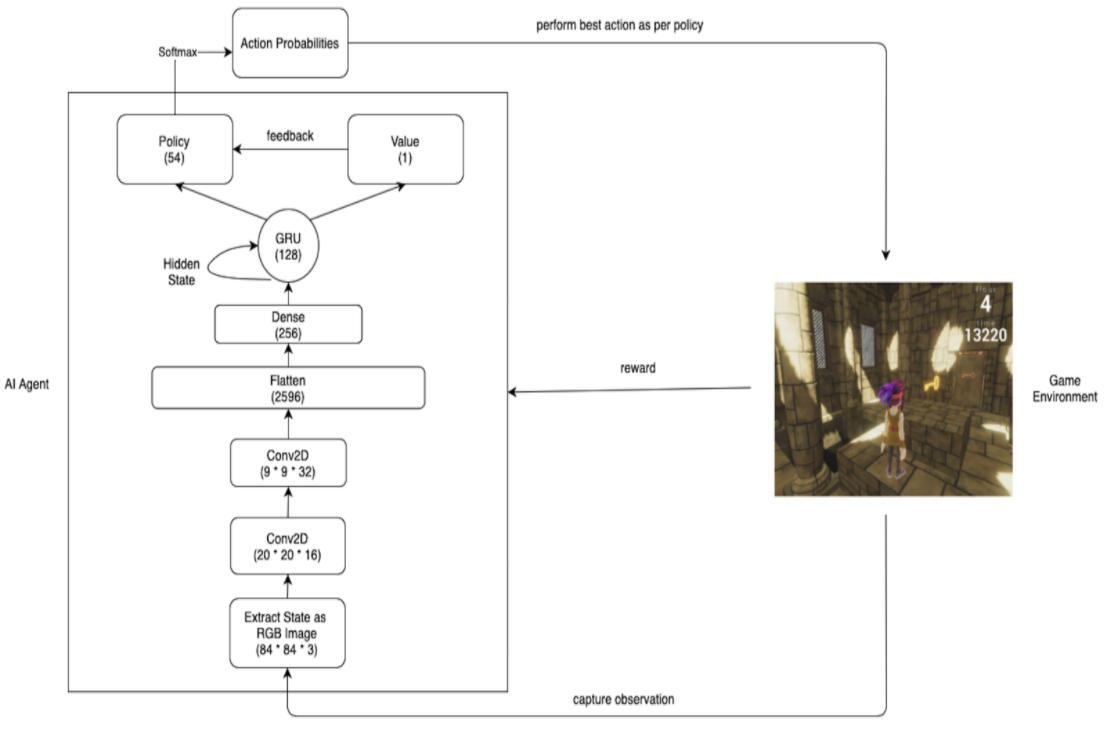 perform best action as per policy
Softmax
Action Probabilities
Policy
(54)
feedback
Value
(1)
GRU
(128)
Hidden
State
Dense
(256)
Flatten
(2596)
Conv2D
(9 * 9 * 32)
Conv2D
(20 * 20 * 16)
Extract State as
RGB Image
(84 * 84 * 3)
AI Agent
reward
4
13220
Game
Environment
capture observation